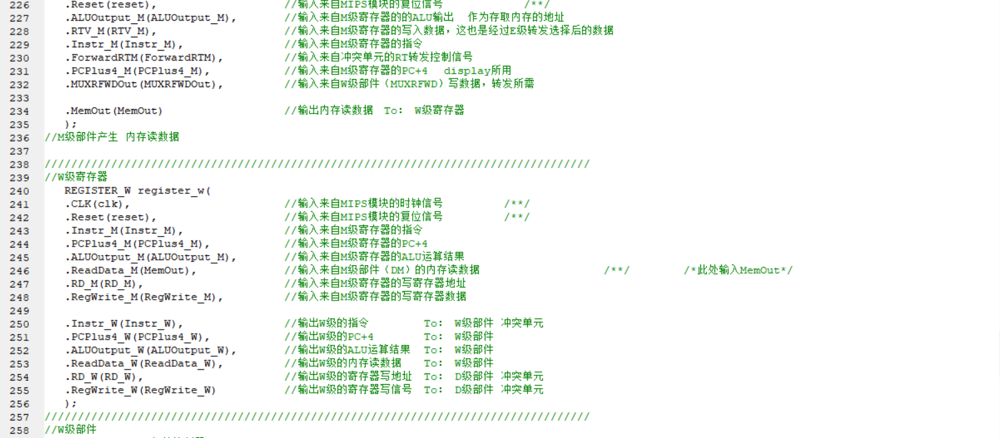 226 .Reset(reset), //输入来自MIPS模块的复位信号 /**/
227 .ALUOutput_M(ALUOutput_M), //输入来自M级寄存器的的ALU输出 作为存取内存的地址
228 .RTV_M(RTV_M), //输入来自M级寄存器的写入数据，这也是经过E级转发选择后的数据
229 .Instr_M(Instr_M), //输入来自M级寄存器的指令
230 .ForwardRTM(ForwardRTM), //输入来自冲突单元的RT转发控制信号
231 .PCPlus4_M(PCPlus4_M), //输入来自M级寄存器的PC+4 display所用
232 .MUXRFWDOut(MUXRFWDOut), //输入来自W级部件（MUXRFWD）写数据，转发所需
233
234 .MemOut(MemOut) //输出内存读数据 To: W级寄存器
235 );
236 //M级部件产生 内存读数据
237
238 //////////////////////////////////////////////////////////////////////////////////
239 //W级寄存器
240 REGISTER_W register_w(
241 .CLK(clk), //输入来自MIPS模块的时钟信号 /**/
242 .Reset(reset), //输入来自MIPS模块的复位信号 /**/
243 .Instr_M(Instr_M), //输入来自M级寄存器的指令
244 .PCPlus4_M(PCPlus4_M), //输入来自M级寄存器的PC+4
245 .ALUOutput_M(ALUOutput_M), //输入来自M级寄存器的ALU运算结果
246 .ReadData_M(MemOut), //输入来自M级部件（DM）的内存读数据 /**/ /*此处输入MemOut*/
247 .RD_M(RD_M), //输入来自M级寄存器的写寄存器地址
248 .RegWrite_M(RegWrite_M), //输入来自M级寄存器的写寄存器数据
249
250 .Instr_W(Instr_W), //输出W级的指令 To: W级部件 冲突单元
251 .PCPlus4_W(PCPlus4_W), //输出W级的PC+4 To: W级部件
252 .ALUOutput_W(ALUOutput_W), //输出W级的ALU运算结果 To: W级部件
253 .ReadData_W(ReadData_W), //输出W级的内存读数据 To: W级部件
254 .RD_W(RD_W), //输出W级的寄存器写地址 To: D级部件 冲突单元
255 .RegWrite_W(RegWrite_W) //输出W级的寄存器写信号 To: D级部件 冲突单元
256 );
257 //////////////////////////////////////////////////////////////////////////////////
258 //W级部件